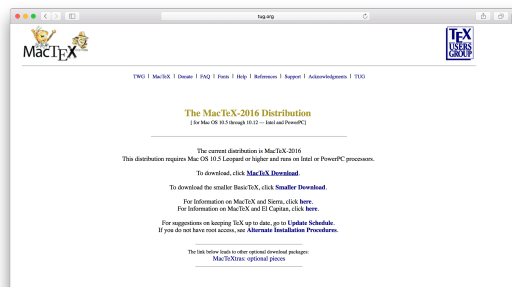 tug.org
MacTeX
TEX
USERS
GROUP
TWG | MacTeX | Donate | FAQ | Fonts | Help | References | Support | Acknowledgments | TUG
The MacTeX-2016 Distribution
[ for Mac OS 10.5 through 10.12 --- Intel and PowerPC]
The current distribution is MacTeX-2016
This distribution requires Mac OS 10.5 Leopard or higher and runs on Intel or PowerPC processors.
To download, click MacTeX Download.
To download the smaller BasicTeX, click Smaller Download.
For Information on MacTeX and Sierra, click here.
For Information on MacTeX and El Capitan, click here.
For suggestions on keeping TeX up to date, go to Update Schedule.
If you do not have root access, see Alternate Installation Procedures.
The link below leads to other optional download packages:
MacTeXtras: optional pieces